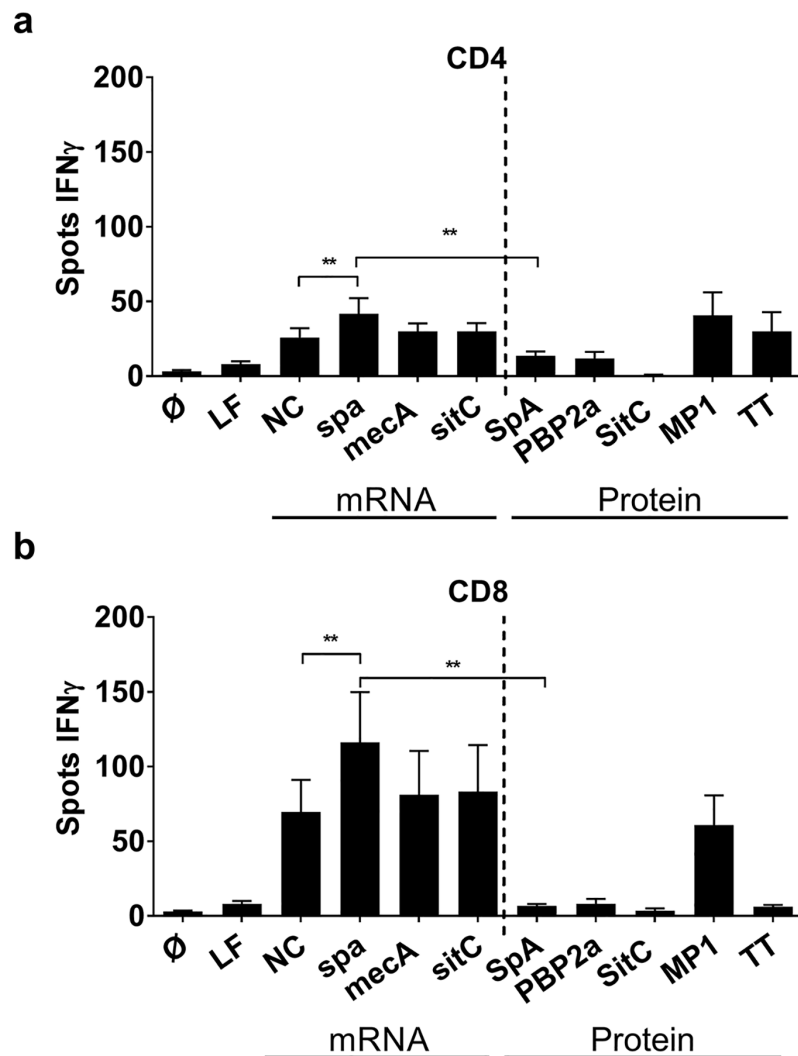 a
CD4
200
150
100
50
0
Spots IFNγ
**
**
Ø LF NC spa mecA sitC SpA PBP2a SitC MP1 TT
mRNA Protein
b
CD8
200
150
100
50
0
Spots IFNγ
**
**
Ø LF NC spa mecA sitC SpA PBP2a SitC MP1 TT
mRNA Protein